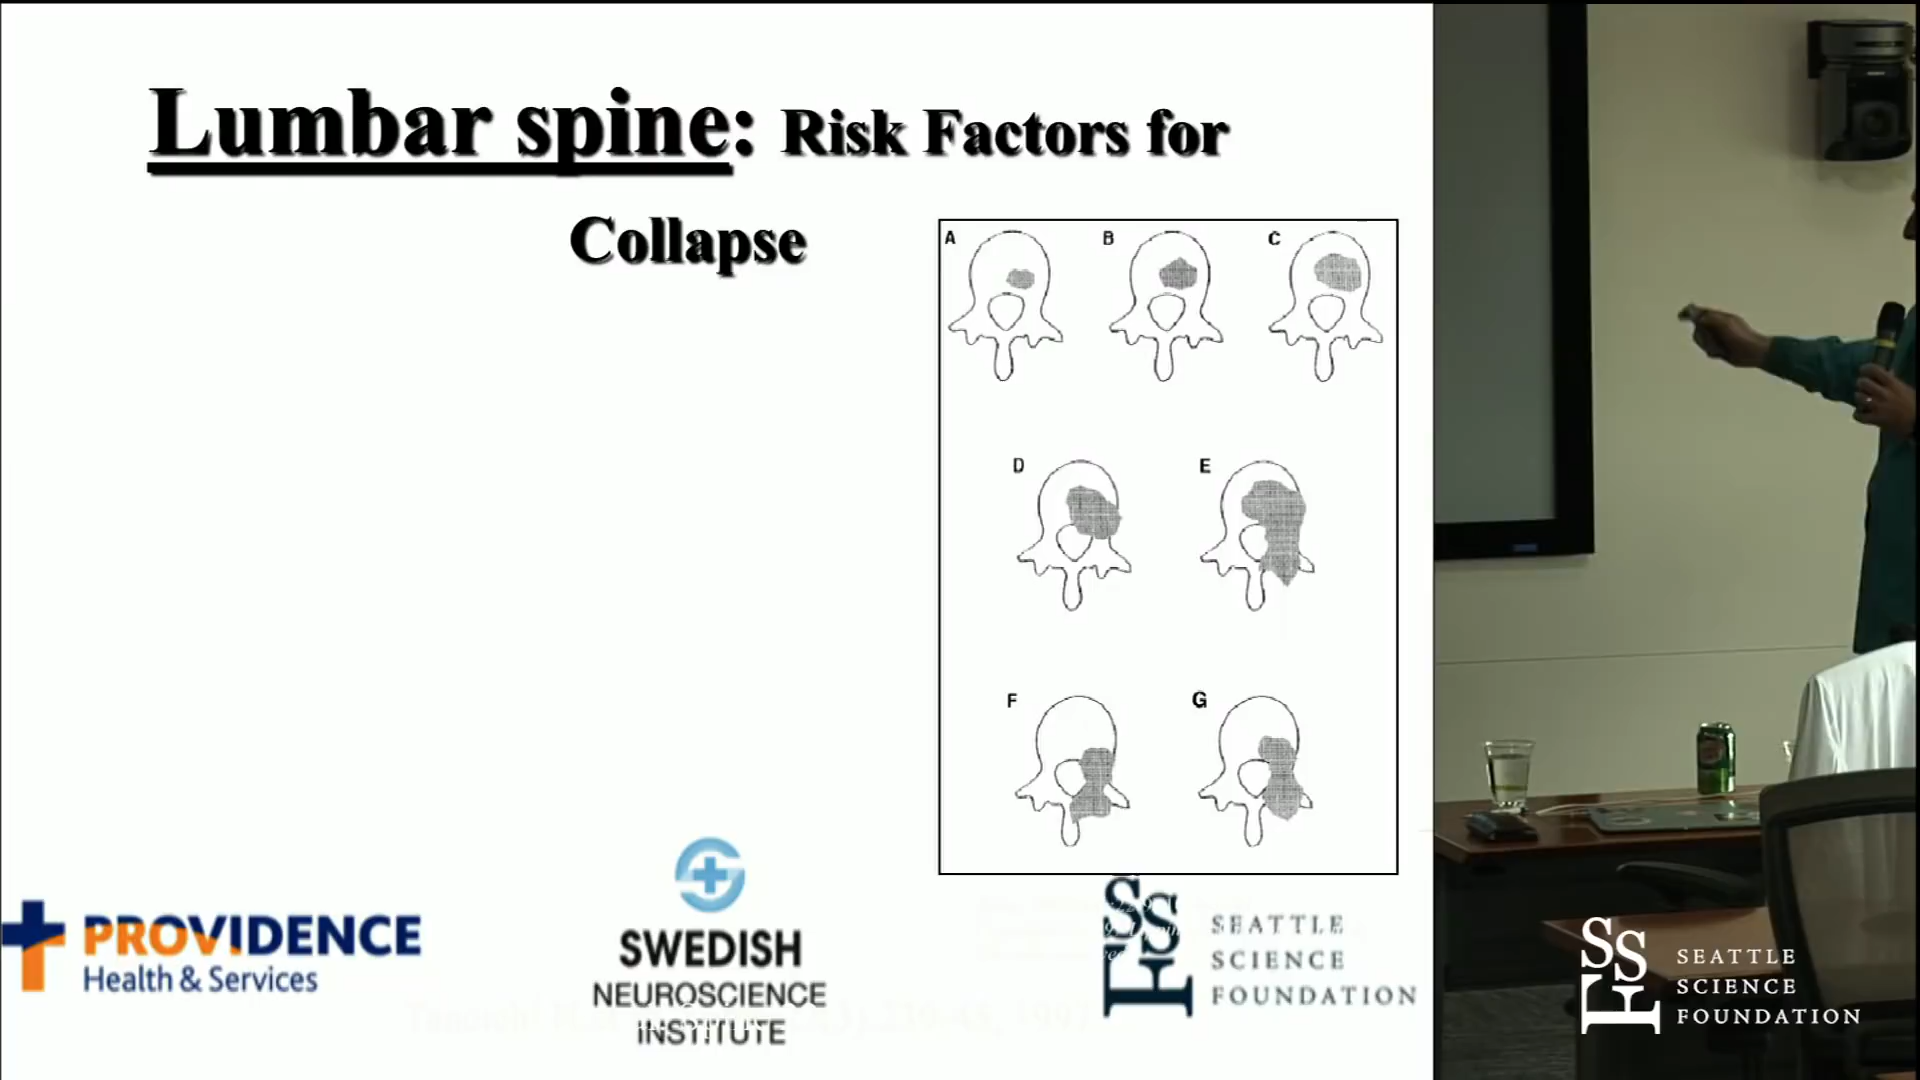 Lumbar spine: Risk Factors for
Collapse
A B C
D E
F G
PROVIDENCE
Health & Services
SWEDISH
NEUROSCIENCE
INSTITUTE
SEATTLE
SCIENCE
FOUNDATION
SEATTLE
SCIENCE
FOUNDATION